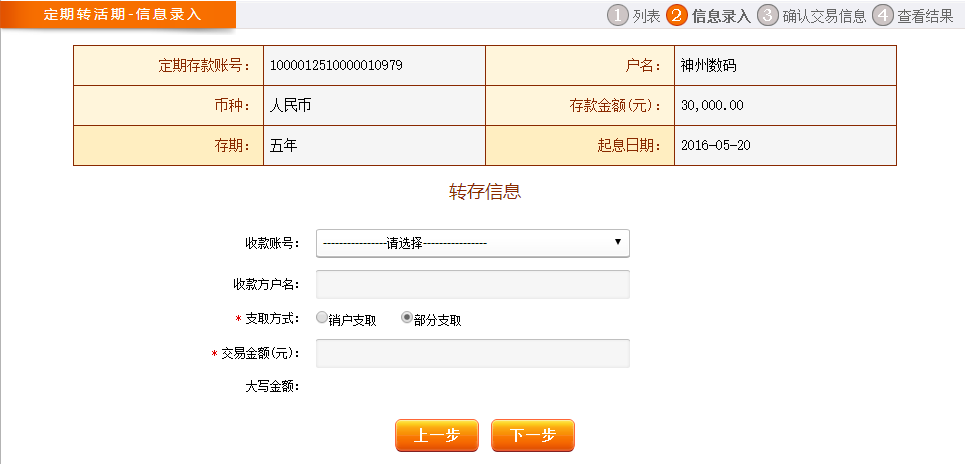 定期转活期-信息录入
1 列表 2 信息录入 3 确认交易信息 4 查看结果
定期存款账号： 1000012510000010979 户名： 神州数码
币种： 人民币 存款金额(元)： 30,000.00
存期： 五年 起息日期： 2016-05-20
转存信息
收款账号： ----------------请选择----------------
收款方户名：
* 支取方式： 销户支取 部分支取
* 交易金额(元)：
大写金额：
上一步 下一步